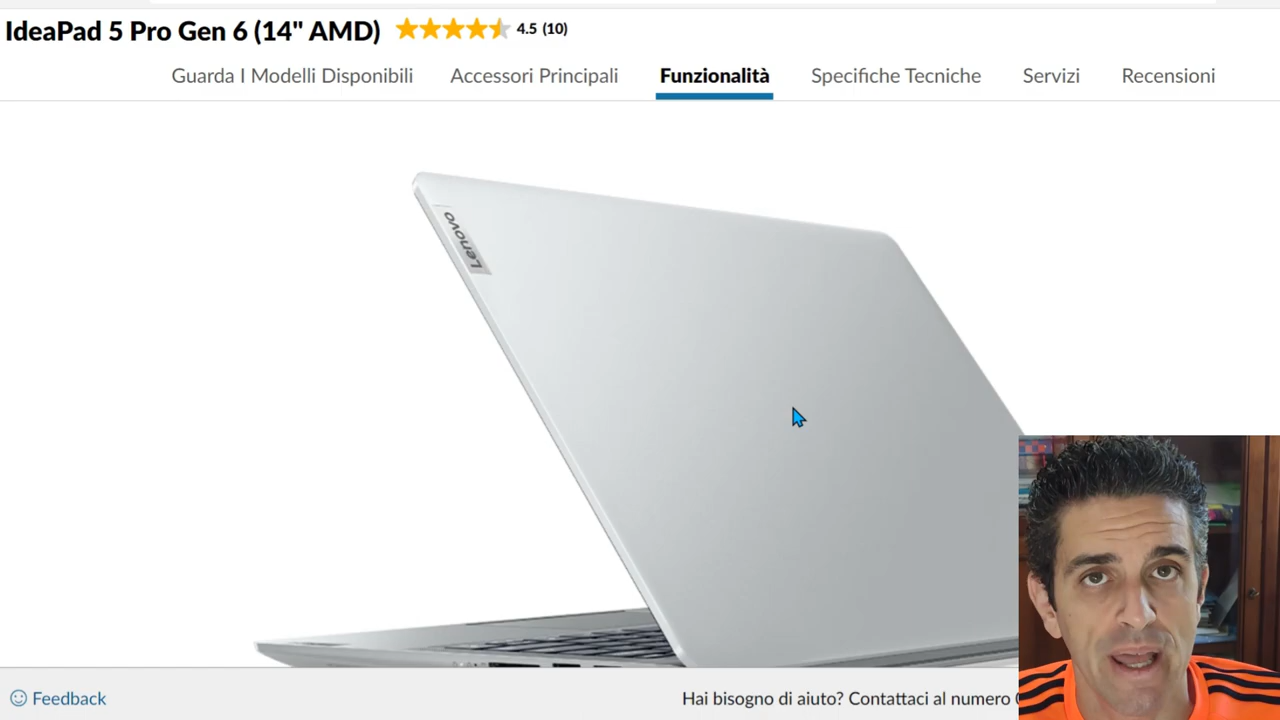 IdeaPad 5 Pro Gen 6 (14" AMD) 4.5 (10)
Guarda I Modelli Disponibili Accessori Principali Funzionalità Specifiche Tecniche Servizi Recensioni
Lenovo
Feedback
Hai bisogno di aiuto? Contattaci al numero